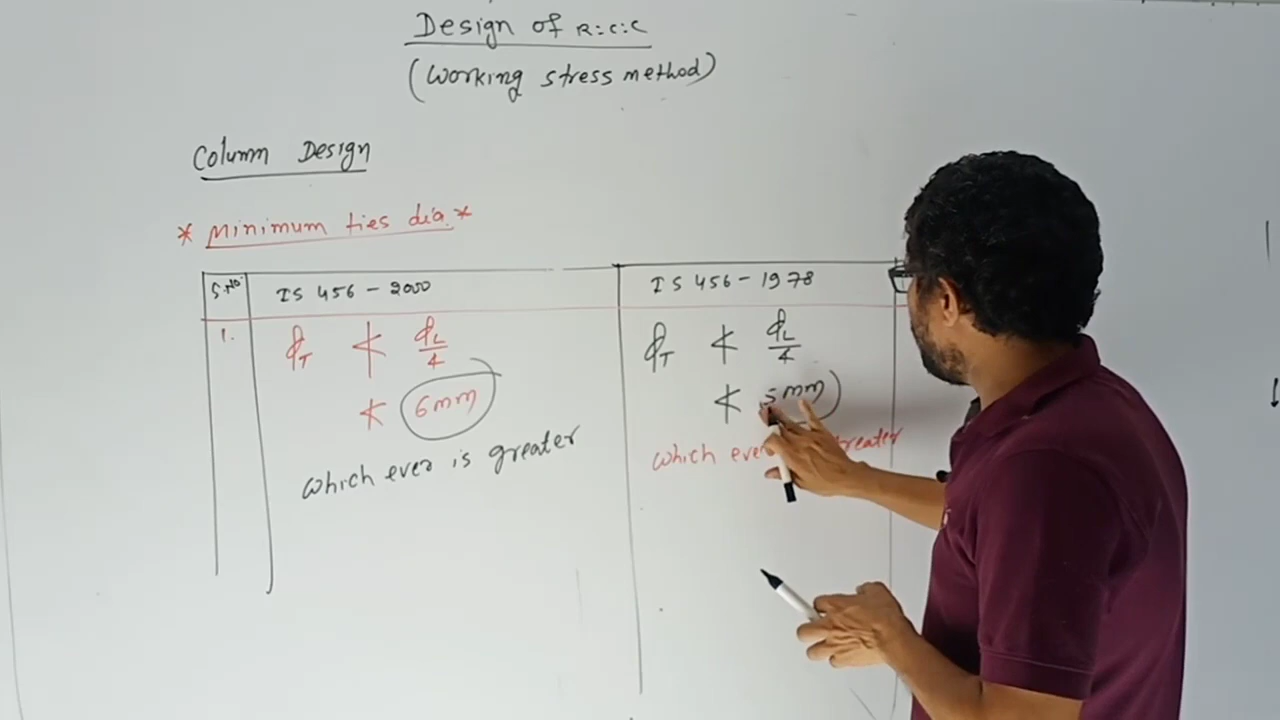 Design of R:C:C
(Working stress method)
Column Design
* Minimum ties dia. *
S.No. IS 456 - 2000 IS 456 - 1978
1. ϕT ≮ ϕL/4 ϕT ≮ ϕL/4
≮ 6mm ≮ 5mm
which ever is greater which ever greater